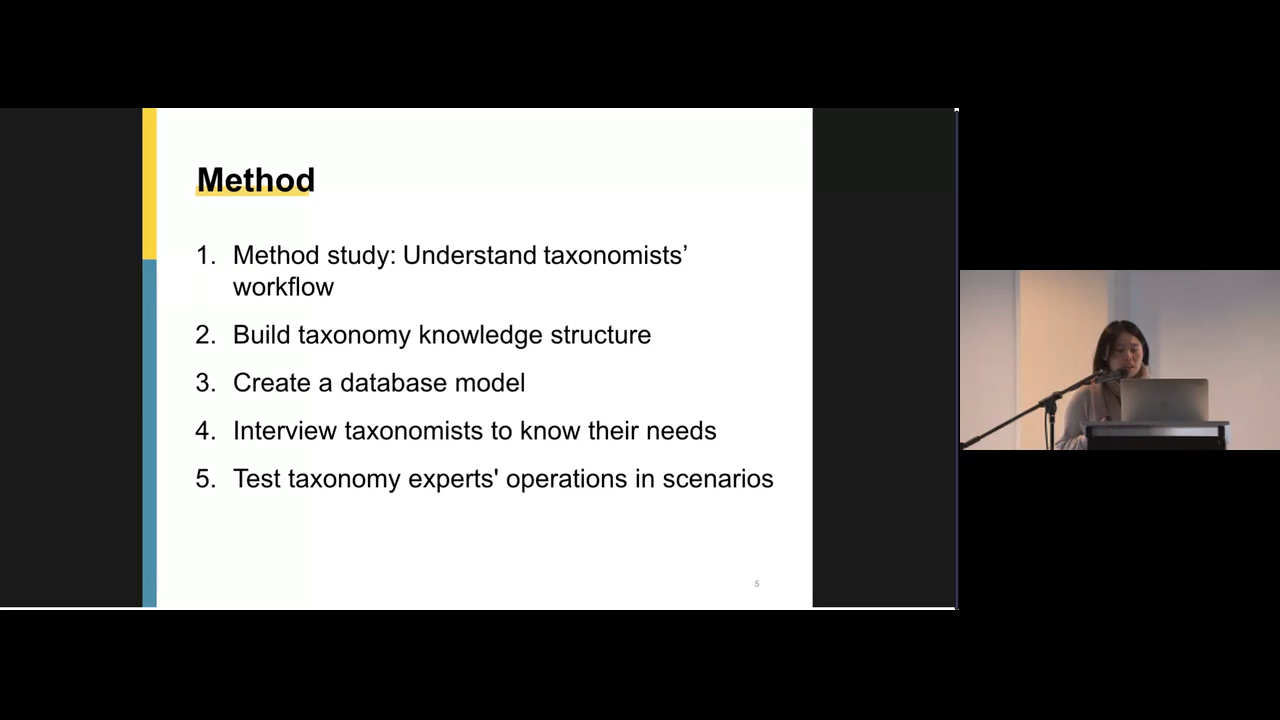 Method
1. Method study: Understand taxonomists’
workflow
2. Build taxonomy knowledge structure
3. Create a database model
4. Interview taxonomists to know their needs
5. Test taxonomy experts' operations in scenarios
5